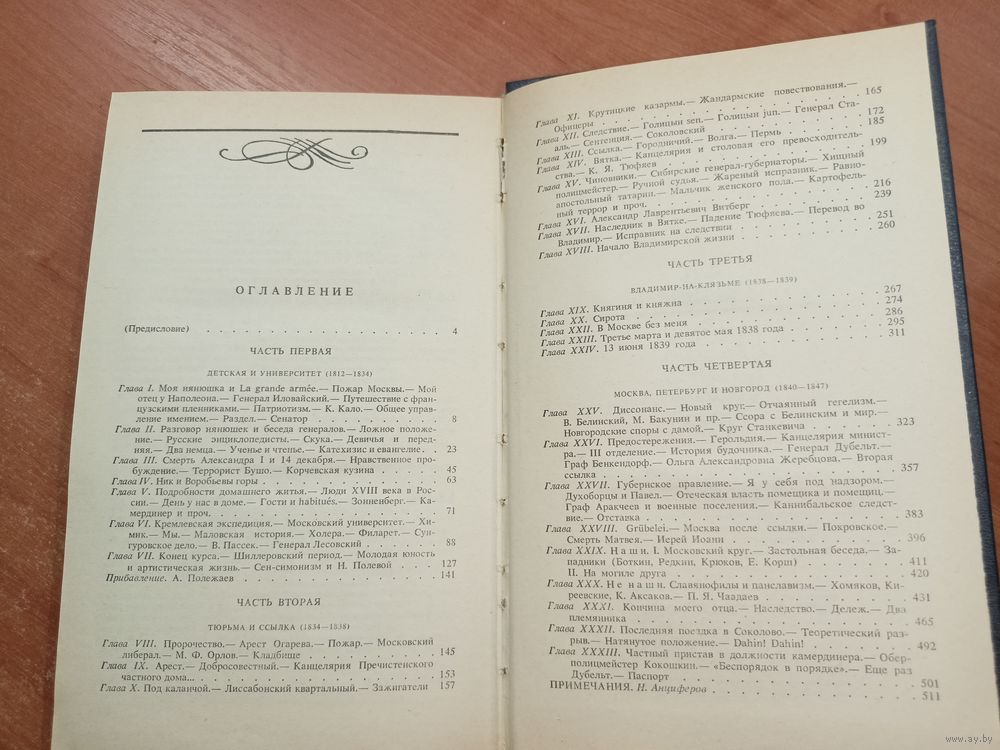 ОГЛАВЛЕНИЕ
(Предисловие) . . . . . . . . . . . . . . . . . . . 4
ЧАСТЬ ПЕРВАЯ
ДЕТСКАЯ И УНИВЕРСИТЕТ (1812—1834)
Глава I. Моя нянюшка и La grande armée.— Пожар Москвы.— Мой
отец у Наполеона.— Генерал Иловайский.— Путешествие с фран-
цузскими пленниками.— Патриотизм.— К. Кало.— Общее управ-
ление имением.— Раздел.— Сенатор . . . . . . . . 8
Глава II. Разговор нянюшек и беседа генералов.— Ложное положе-
ние.— Русские энциклопедисты.— Скука.— Девичья и перед-
няя.— Два немца.— Ученье и чтенье.— Катехизис и евангелие . 23
Глава III. Смерть Александра I и 14 декабря.— Нравственное про-
буждение.— Террорист Бушо.— Корчевская кузина . . . . . 45
Глава IV. Ник и Воробьевы горы . . . . . . . . . . . 63
Глава V. Подробности домашнего житья.— Люди XVIII века в Рос-
сии.— День у нас в доме.— Гости и habitués.— Зонненберг.— Ка-
мердинер и проч. . . . . . . . . . . . . . . . . 71
Глава VI. Кремлевская экспедиция.— Московский университет.— Хи-
мик.— Мы.— Маловская история.— Холера.— Филарет.— Сун-
гуровское дело.— В. Пассек.— Генерал Лесовский . . . . . 88
Глава VII. Конец курса.— Шиллеровский период.— Молодая юность
и артистическая жизнь.— Сен-симонизм и Н. Полевой . . . . 127
Прибавление. А. Полежаев . . . . . . . . . . . . . 141
ЧАСТЬ ВТОРАЯ
ТЮРЬМА И ССЫЛКА (1834—1838)
Глава VIII. Пророчество.— Арест Огарева.— Пожар.— Московский
либерал.— М. Ф. Орлов.— Кладбище . . . . . . . . . 145
Глава IX. Арест.— Добросовестный.— Канцелярия Пречистенского
частного дома... . . . . . . . . . . . . . . . . 153
Глава X. Под каланчой.— Лиссабонский квартальный.— Зажигатели 157
Глава XI. Крутицкие казармы.— Жандармские повествования.—
Офицеры . . . . . . . . . . . . . . . . . 165
Глава XII. Следствие.— Голицын sen.— Голицын jun.— Генерал Ста-
аль.— Сентенция.— Соколовский . . . . . . . . . . 172
Глава XIII. Ссылка.— Городничий.— Волга.— Пермь . . . . . 185
Глава XIV. Вятка.— Канцелярия и столовая его превосходитель-
ства.— К. Я. Тюфяев . . . . . . . . . . . . . . 199
Глава XV. Чиновники.— Сибирские генерал-губернаторы.— Хищный
полицмейстер.— Ручной судья.— Жареный исправник.— Равно-
апостольный татарин.— Мальчик женского пола.— Картофель-
ный террор и проч. . . . . . . . . . . . . . . . 216
Глава XVI. Александр Лаврентьевич Витберг . . . . . . . 239
Глава XVII. Наследник в Вятке.— Падение Тюфяева.— Перевод во
Владимир.— Исправник на следствии . . . . . . . . . 251
Глава XVIII. Начало Владимирской жизни . . . . . . . . 260
ЧАСТЬ ТРЕТЬЯ
ВЛАДИМИР-НА-КЛЯЗЬМЕ (1838—1839)
Глава XIX. Княгиня и княжна . . . . . . . . . . . . 267
Глава XX. Сирота . . . . . . . . . . . . . . . . 274
Глава XXI. В Москве без меня . . . . . . . . . . . . 286
Глава XXIII. Третье марта и девятое мая 1838 года . . . . . 295
Глава XXIV. 13 июня 1839 года . . . . . . . . . . . . 311
ЧАСТЬ ЧЕТВЕРТАЯ
МОСКВА, ПЕТЕРБУРГ И НОВГОРОД (1840—1847)
Глава XXV. Диссонанс.— Новый круг.— Отчаянный гегелизм.—
В. Белинский, М. Бакунин и пр.— Ссора с Белинским и мир.—
Новгородские споры с дамой.— Круг Станкевича . . . . . 323
Глава XXVI. Предостережения.— Герольдия.— Канцелярия минист-
ра.— III отделение.— История будочника.— Генерал Дубельт.—
Граф Бенкендорф.— Ольга Александровна Жеребцова.— Вторая
ссылка . . . . . . . . . . . . . . . . . . . 357
Глава XXVII. Губернское правление.— Я у себя под надзором.—
Духоборцы и Павел.— Отеческая власть помещика и помещиц.—
Граф Аракчеев и военные поселения.— Каннибальское следст-
вие.— Отставка . . . . . . . . . . . . . . . . 383
Глава XXVIII. Grübelei.— Москва после ссылки.— Покровское.—
Смерть Матвея.— Иерей Иоанн . . . . . . . . . . . 396
Глава XXIX. Наши. I. Московский круг.— Застольная беседа.— За-
падники (Боткин, Редкин, Крюков, Е. Корш) . . . . . . 411
II. На могиле друга . . . . . . . . . . . . . . 420
Глава XXX. Не наши. Славянофилы и панславизм.— Хомяков, Ки-
реевские, К. Аксаков.— П. Я. Чаадаев . . . . . . . . 431
Глава XXXI. Кончина моего отца.— Наследство.— Дележ.— Два
племянника . . . . . . . . . . . . . . . . . 465
Глава XXXII. Последняя поездка в Соколово.— Теоретический раз-
рыв.— Натянутое положение.— Dahin! Dahin! . . . . . . 492
Глава XXXIII. Частный пристав в должности камердинера.— Обер-
полицмейстер Кокошкин.— «Беспорядок в порядке».— Еще раз
Дубельт.— Паспорт . . . . . . . . . . . . . . 501
ПРИМЕЧАНИЯ. Н. Анциферов . . . . . . . . . . . . 511
www.ay.by